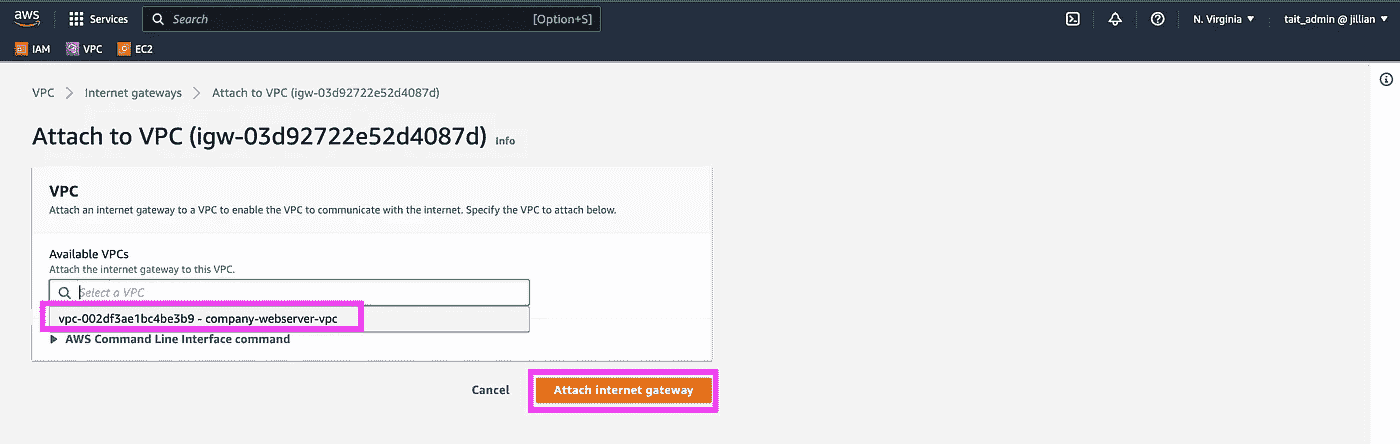 aws Services Search [Option+S] N. Virginia ▼ tait_admin @ jillian ▼
IAM VPC EC2
VPC > Internet gateways > Attach to VPC (igw-03d92722e52d4087d)
Attach to VPC (igw-03d92722e52d4087d) Info
VPC
Attach an internet gateway to a VPC to enable the VPC to communicate with the internet. Specify the VPC to attach below.
Available VPCs
Attach the internet gateway to this VPC.
Select a VPC
vpc-002df3ae1bc4be3b9 - company-webserver-vpc
▶ AWS Command Line Interface command
Cancel Attach internet gateway